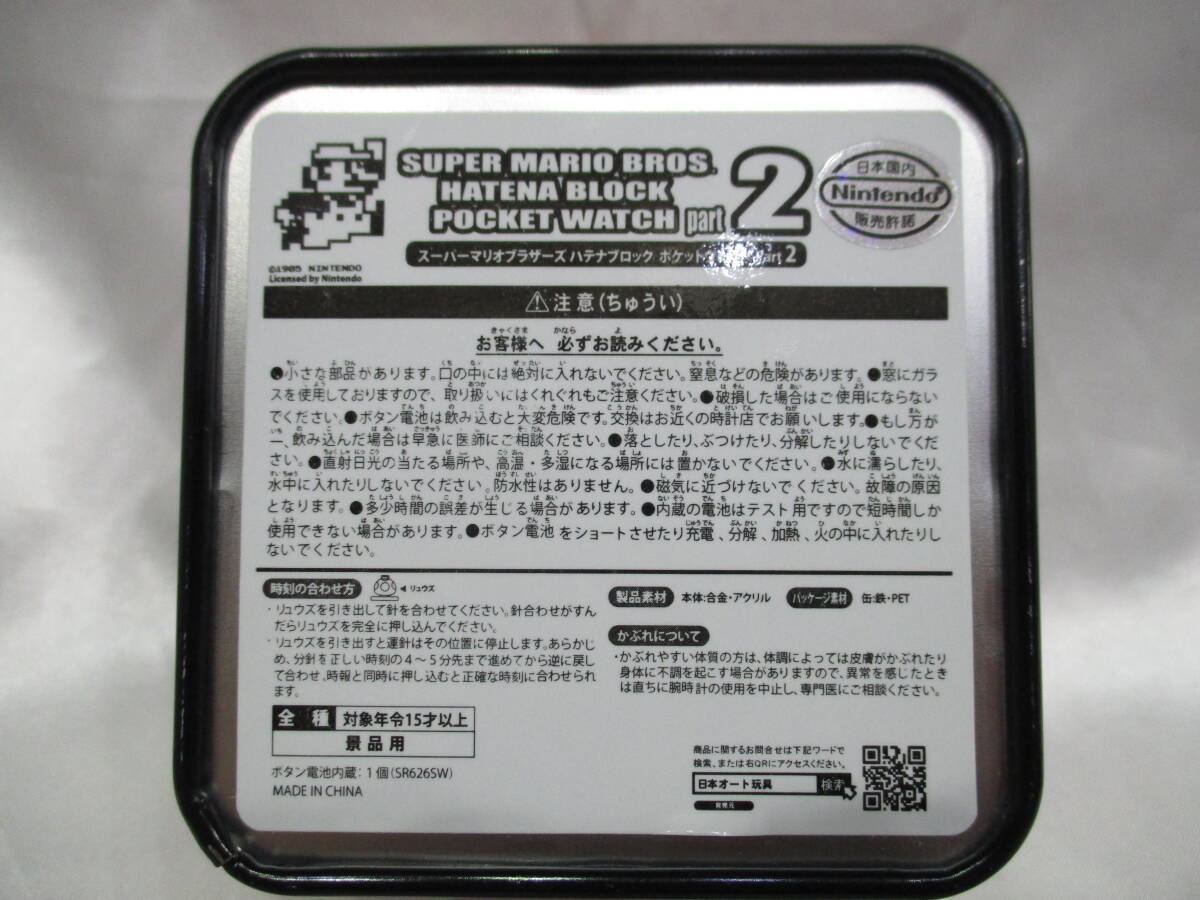 SUPER MARIO BROS.
HATENA BLOCK
POCKET WATCH part 2
スーパーマリオブラザーズ ハテナブロック ポケット part 2
日本国内
Nintendo
販売許諾
©1985 NINTENDO
Licensed by Nintendo
⚠注意(ちゅうい)
お客様へ 必ずお読みください。
●小さな部品があります。口の中には絶対に入れないでください。窒息などの危険があります。●窓にガラ
スを使用しておりますので、取り扱いにはくれぐれもご注意ください。●破損した場合はご使用にならない
でください。●ボタン電池は飲み込むと大変危険です。交換はお近くの時計店でお願いします。●もし万が
一、飲み込んだ場合は早急に医師にご相談ください。●落としたり、ぶつけたり、分解したりしないでくだ
さい。●直射日光の当たる場所や、高温・多湿になる場所には置かないでください。●水に濡らしたり、
水中に入れたりしないでください。防水性はありません。●磁気に近づけないでください。故障の原因
となります。●多少時間の誤差が生じる場合があります。●内蔵の電池はテスト用ですので短時間しか
使用できない場合があります。●ボタン電池をショートさせたり充電、分解、加熱、火の中に入れたりし
ないでください。
時刻の合わせ方 ◀リュウズ
・リュウズを引き出して針を合わせてください。針合わせがすん
だらリュウズを完全に押し込んでください。
・リュウズを引き出すと運針はその位置に停止します。あらかじ
め、分針を正しい時刻の4～5分先まで進めてから逆に戻し
て合わせ、時報と同時に押し込むと正確な時刻に合わせられ
ます。
全種 対象年令15才以上
景品用
ボタン電池内蔵：1個(SR626SW)
MADE IN CHINA
製品素材 本体:合金・アクリル パッケージ素材 缶:鉄・PET
かぶれについて
・かぶれやすい体質の方は、体調によっては皮膚がかぶれたり
身体に不調を起こす場合がありますので、異常を感じたとき
は直ちに腕時計の使用を中止し、専門医にご相談ください。
商品に関するお問合せは下記ワードで
検索、または右QRにアクセスください。
日本オート玩具 検索
発売元